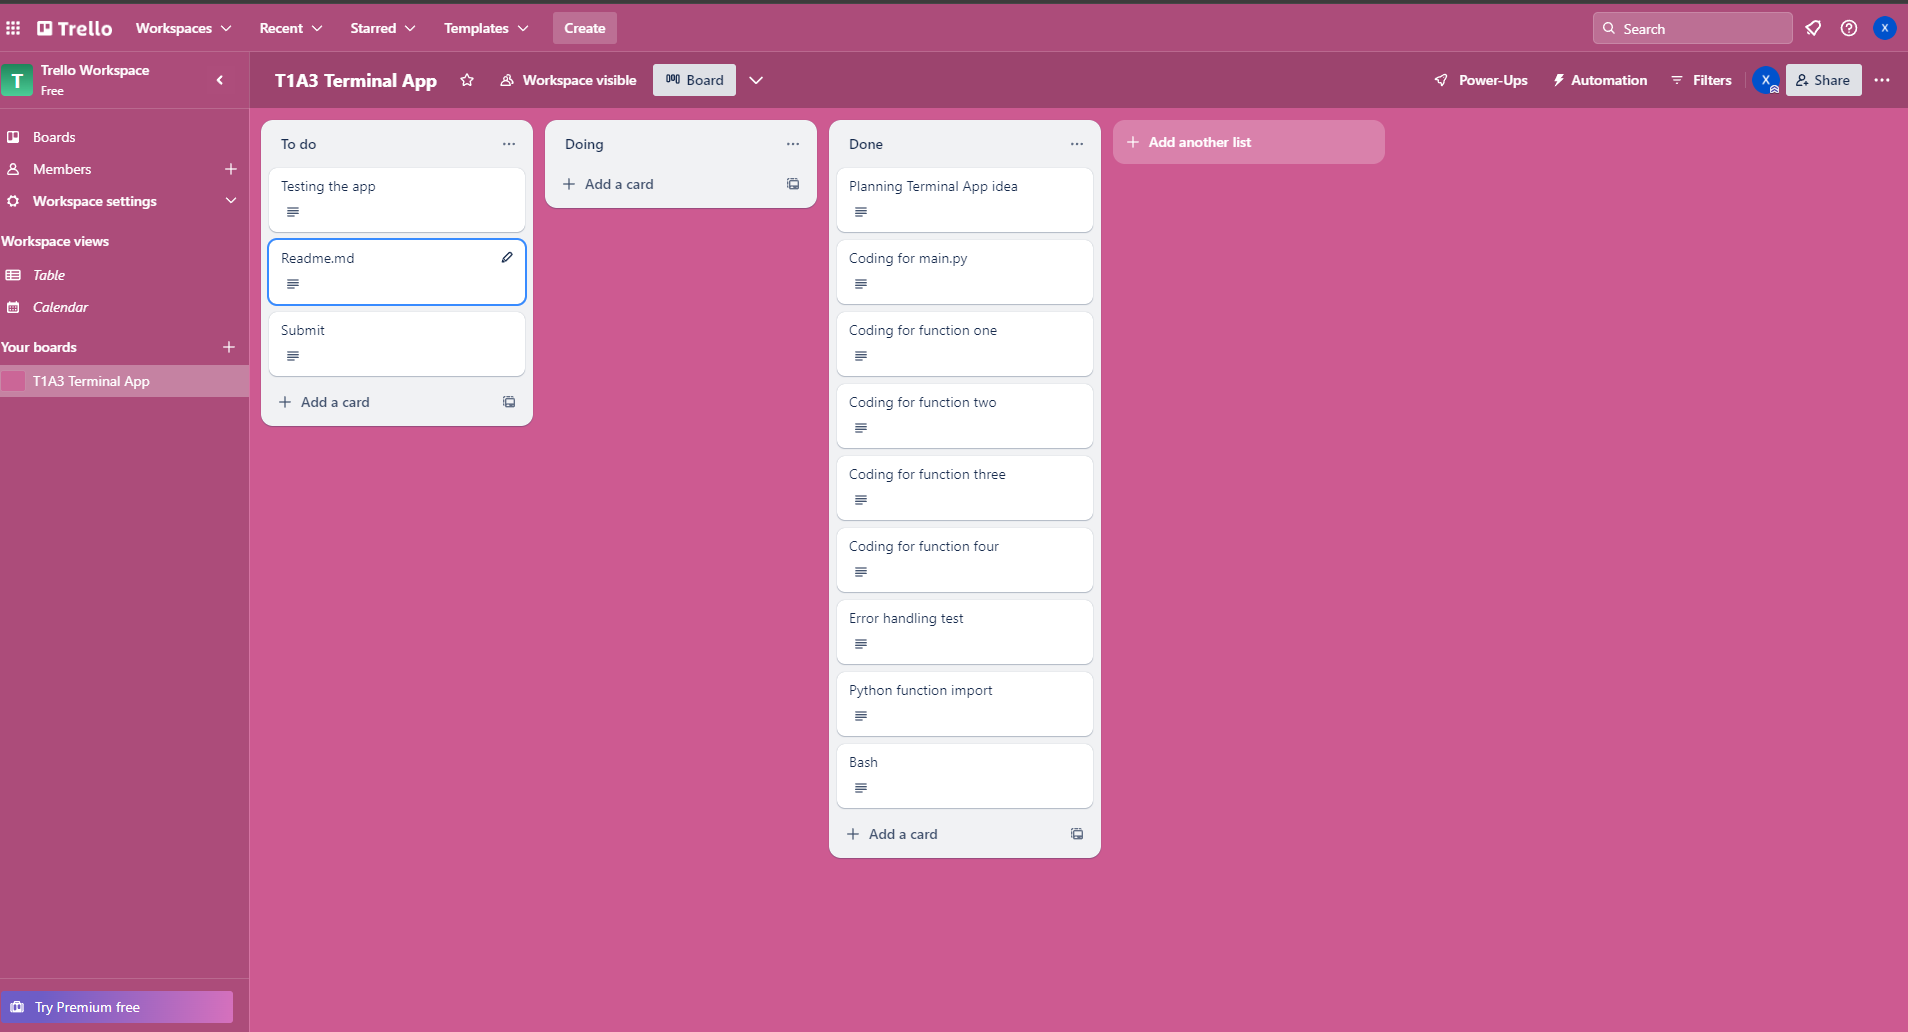 Trello
Workspaces
Recent
Starred
Templates
Create
Search
X
T
Trello Workspace
Free
T1A3 Terminal App
Workspace visible
Board
Power-Ups
Automation
Filters
X
Share
Boards
Members
Workspace settings
Workspace views
Table
Calendar
Your boards
T1A3 Terminal App
Try Premium free
To do
Testing the app
Readme.md
Submit
Add a card
Doing
Add a card
Done
Planning Terminal App idea
Coding for main.py
Coding for function one
Coding for function two
Coding for function three
Coding for function four
Error handling test
Python function import
Bash
Add a card
Add another list